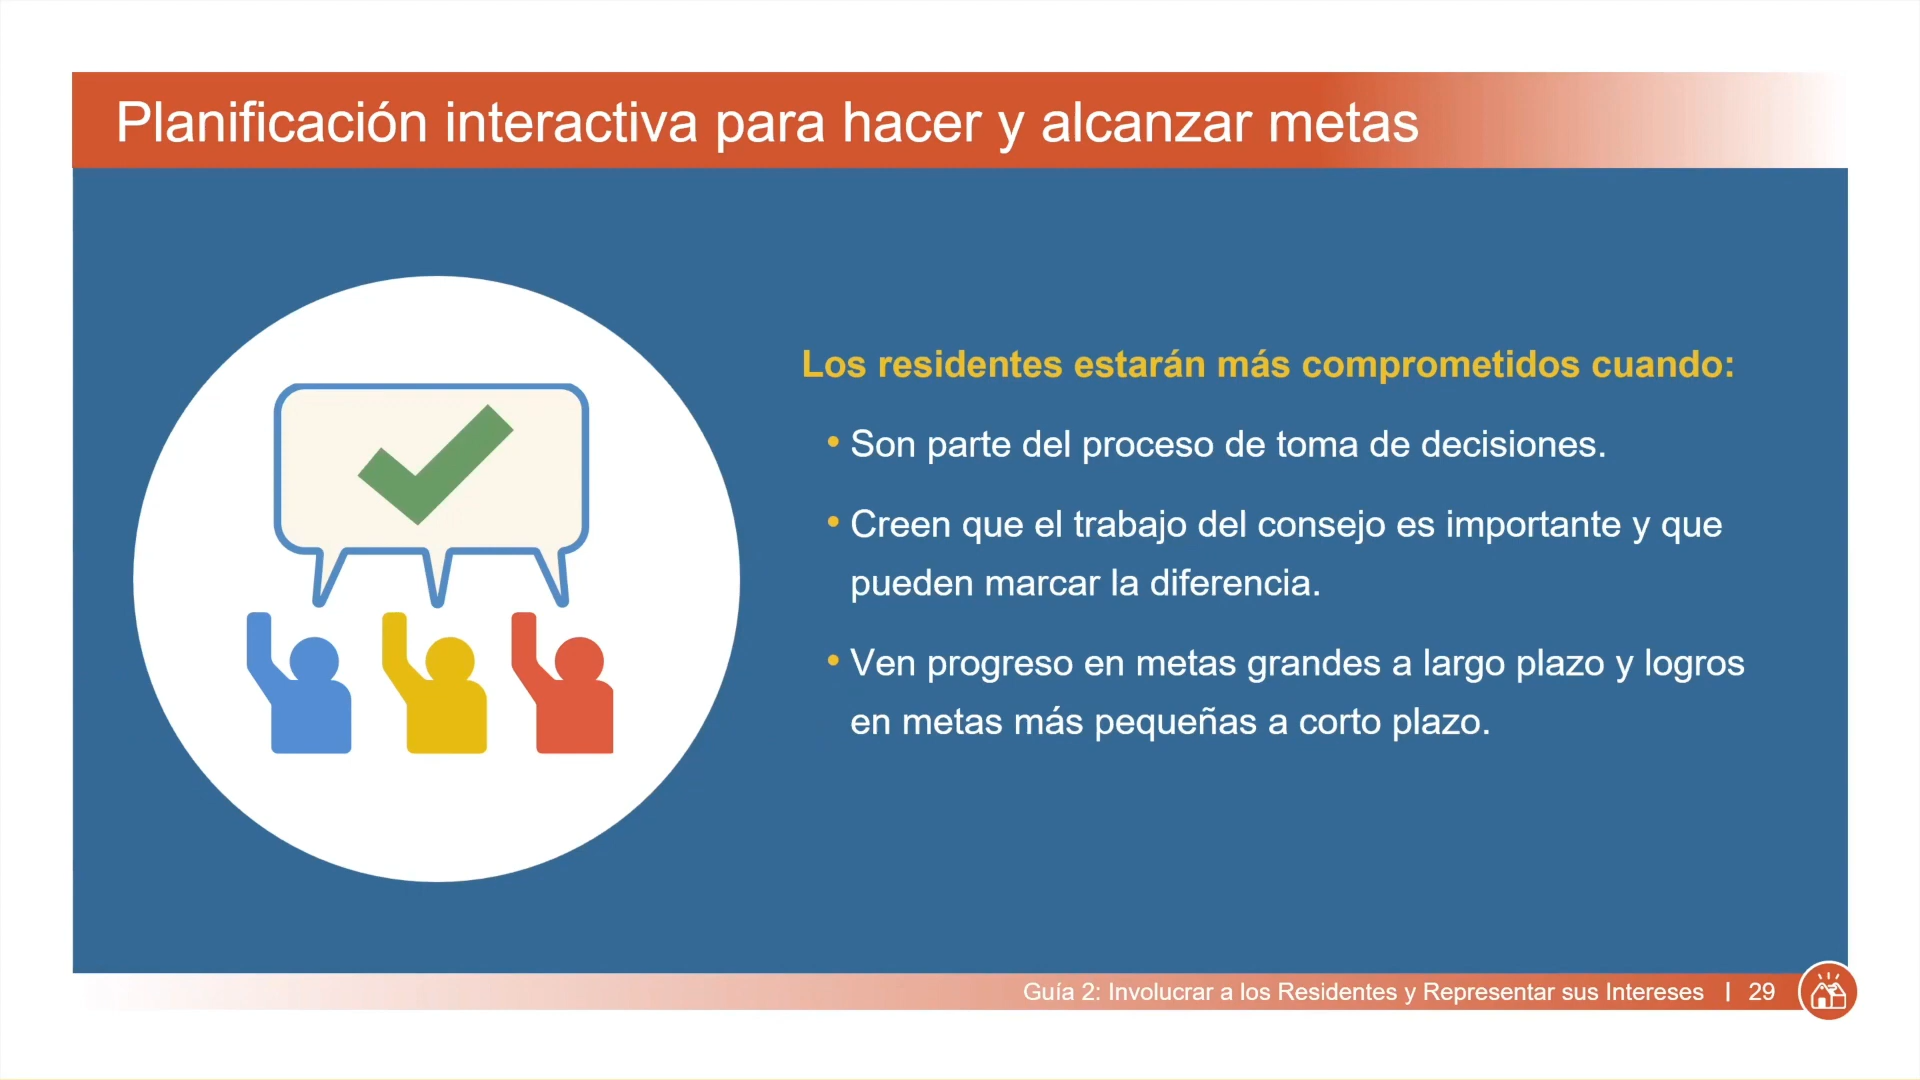 Planificación interactiva para hacer y alcanzar metas
Los residentes estarán más comprometidos cuando:
• Son parte del proceso de toma de decisiones.
• Creen que el trabajo del consejo es importante y que
pueden marcar la diferencia.
• Ven progreso en metas grandes a largo plazo y logros
en metas más pequeñas a corto plazo.
Guía 2: Involucrar a los Residentes y Representar sus Intereses | 29